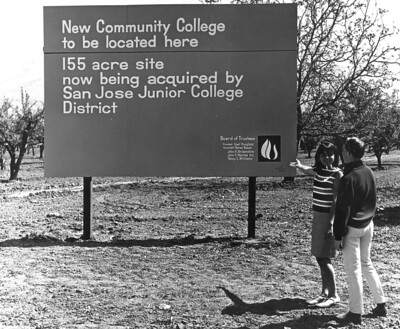 New Community College
to be located here
155 acre site
now being acquired by
San Jose Junior College
District
Board of Trustees